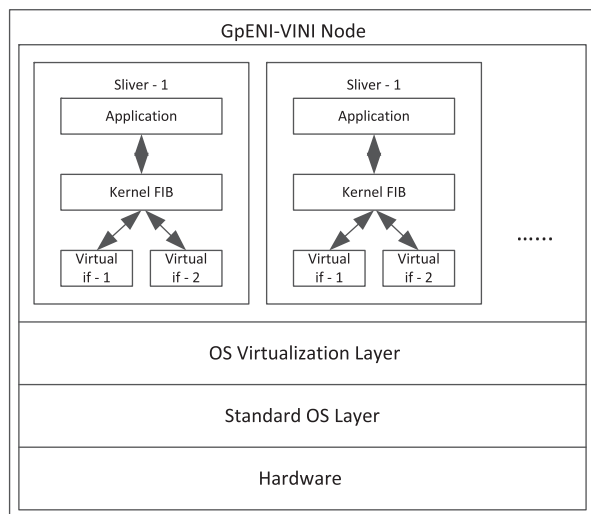 GpENI-VINI Node
Sliver - 1
Application
Kernel FIB
Virtual
if - 1
Virtual
if - 2
Sliver - 1
Application
Kernel FIB
Virtual
if - 1
Virtual
if - 2
......
OS Virtualization Layer
Standard OS Layer
Hardware